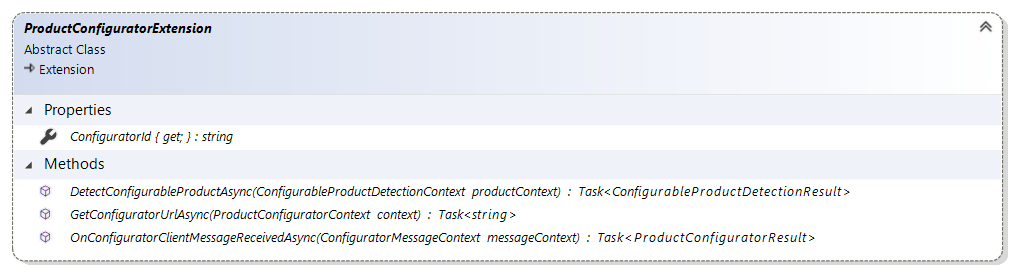 ProductConfiguratorExtension
Abstract Class
Extension
Properties
ConfiguratorId { get; } : string
Methods
DetectConfigurableProductAsync(ConfigurableProductDetectionContext productContext) : Task<ConfigurableProductDetectionResult>
GetConfiguratorUrlAsync(ProductConfiguratorContext context) : Task<string>
OnConfiguratorClientMessageReceivedAsync(ConfiguratorMessageContext messageContext) : Task<ProductConfiguratorResult>